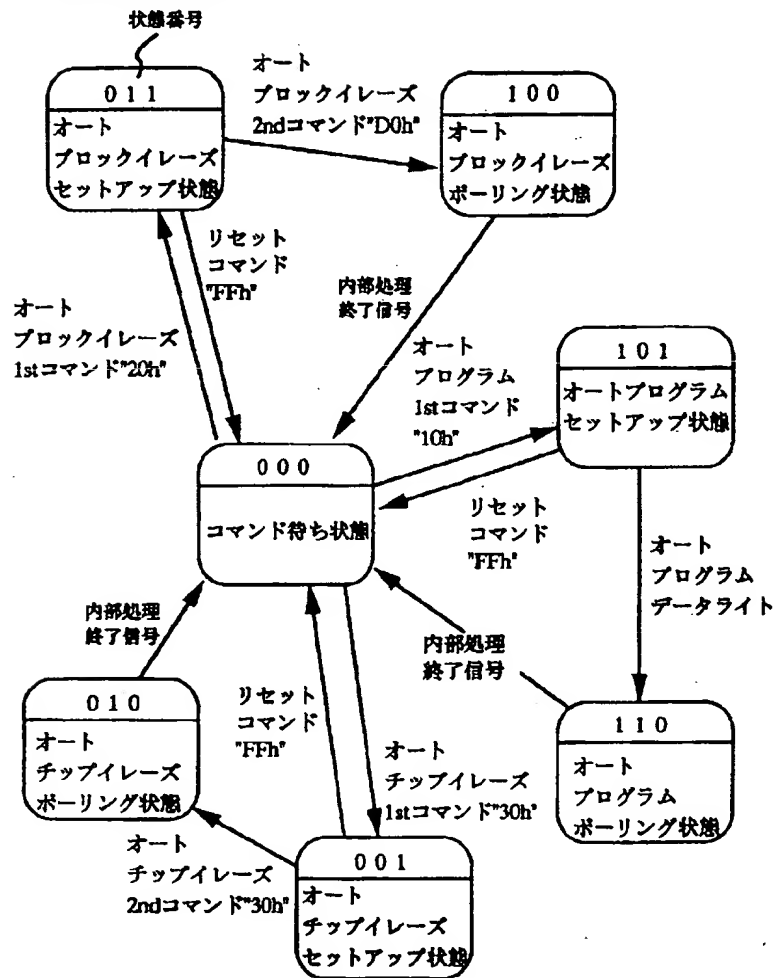 状態番号
011
オート
ブロックイレーズ
セットアップ状態
オート
ブロックイレーズ
2ndコマンド"D0h"
100
オート
ブロックイレーズ
ポーリング状態
リセット
コマンド
"FFh"
オート
ブロックイレーズ
1stコマンド"20h"
内部処理
終了信号
オート
プログラム
1stコマンド
"10h"
101
オートプログラム
セットアップ状態
000
コマンド待ち状態
リセット
コマンド
"FFh"
オート
プログラム
データライト
内部処理
終了信号
内部処理
終了信号
010
オート
チップイレーズ
ポーリング状態
リセット
コマンド
"FFh"
オート
チップイレーズ
1stコマンド"30h"
110
オート
プログラム
ポーリング状態
オート
チップイレーズ
2ndコマンド"30h"
001
オート
チップイレーズ
セットアップ状態